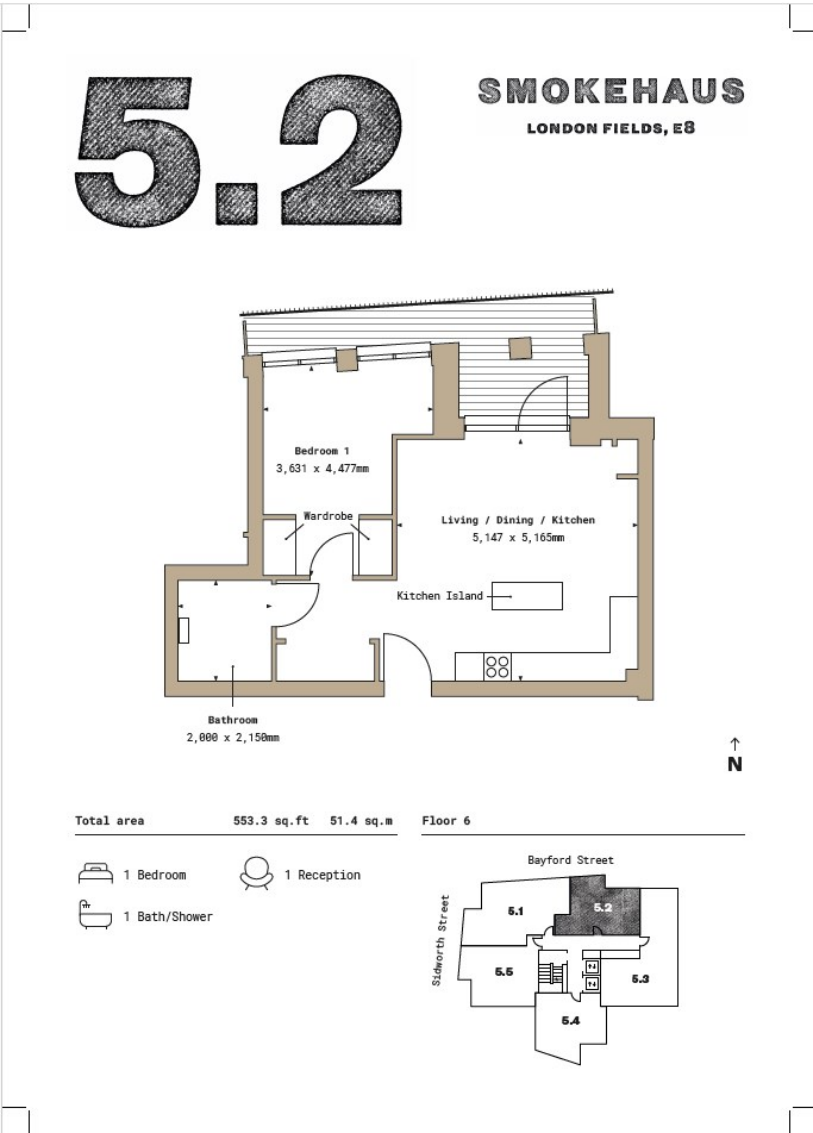 5.2
SMOKEHAUS
LONDON FIELDS, E8
Bedroom 1
3,631 x 4,477mm
Wardrobe
Living / Dining / Kitchen
5,147 x 5,165mm
Kitchen Island
Bathroom
2,000 x 2,150mm
N
Total area 553.3 sq.ft 51.4 sq.m
Floor 6
1 Bedroom
1 Reception
1 Bath/Shower
Bayford Street
Sidworth Street
5.1
5.2
5.5
5.3
5.4